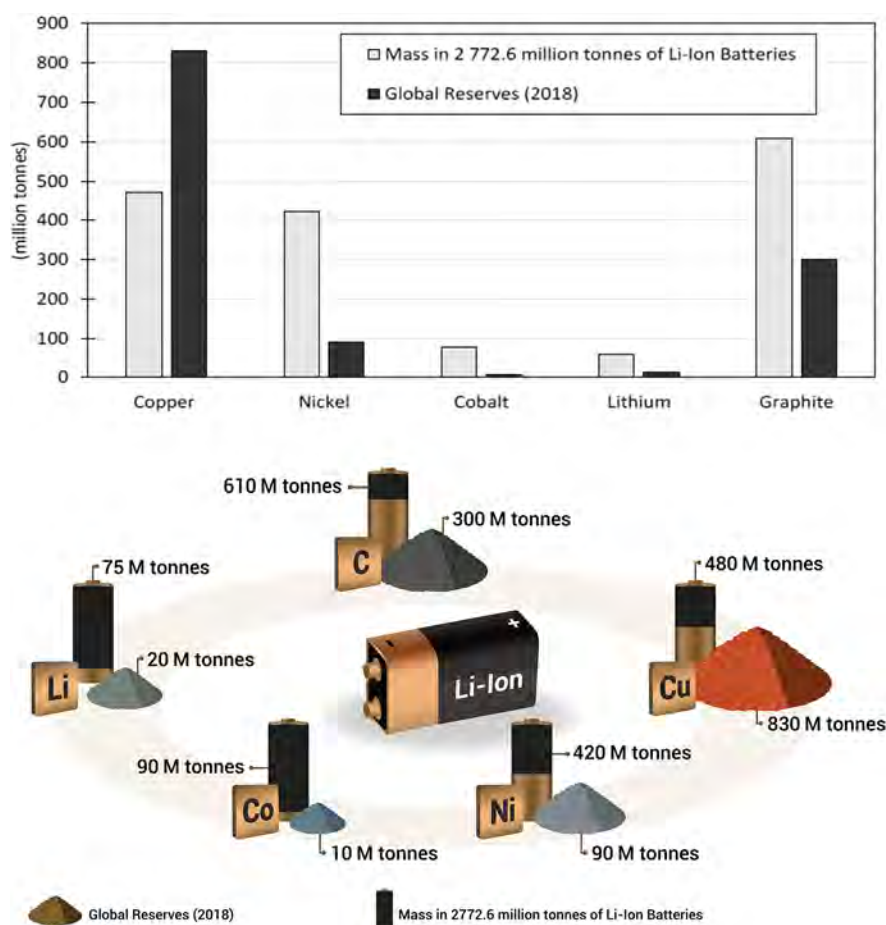 900
800
700
600
500
400
300
200
100
0
(million tonnes)
Mass in 2 772.6 million tonnes of Li-Ion Batteries
Global Reserves (2018)
Copper Nickel Cobalt Lithium Graphite
610 M tonnes
300 M tonnes
C
75 M tonnes
20 M tonnes
Li
480 M tonnes
Cu
830 M tonnes
- +
Li-Ion
90 M tonnes
Co
10 M tonnes
420 M tonnes
Ni
90 M tonnes
Global Reserves (2018)
Mass in 2772.6 million tonnes of Li-Ion Batteries